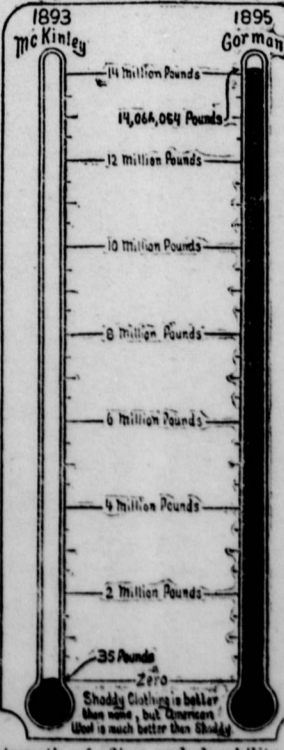 1893 1895
McKinley Gorman
14 Million Pounds
14,066,054 Pounds
12 Million Pounds
10 Million Pounds
8 Million Pounds
6 Million Pounds
4 Million Pounds
2 Million Pounds
35 Pounds
Zero
Shoddy Clothing is better
than none, but American
Wool is much better than Shoddy.